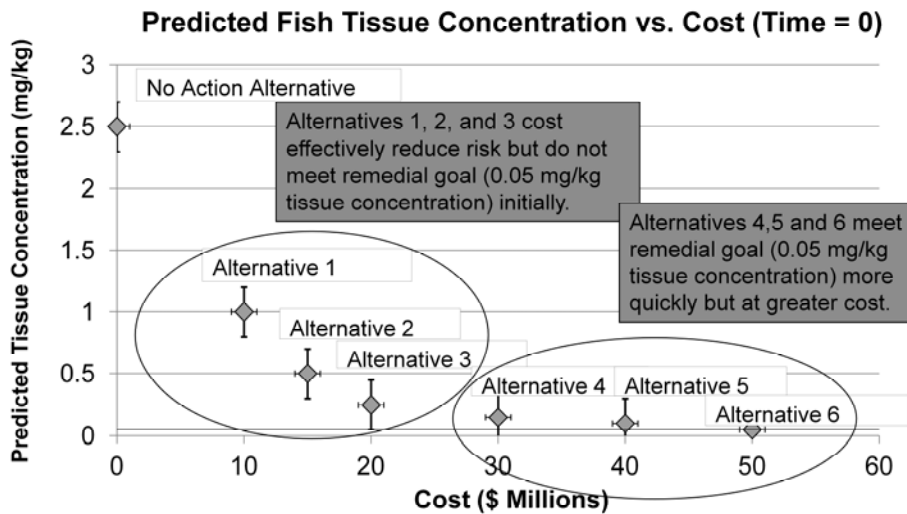 Predicted Fish Tissue Concentration vs. Cost (Time = 0)
Predicted Tissue Concentration (mg/kg)
3
2.5
2
1.5
1
0.5
0
No Action Alternative
Alternatives 1, 2, and 3 cost
effectively reduce risk but do not
meet remedial goal (0.05 mg/kg
tissue concentration) initially.
Alternatives 4,5 and 6 meet
remedial goal (0.05 mg/kg
tissue concentration) more
quickly but at greater cost.
Alternative 1
Alternative 2
Alternative 3
Alternative 4
Alternative 5
Alternative 6
0 10 20 30 40 50 60
Cost ($ Millions)